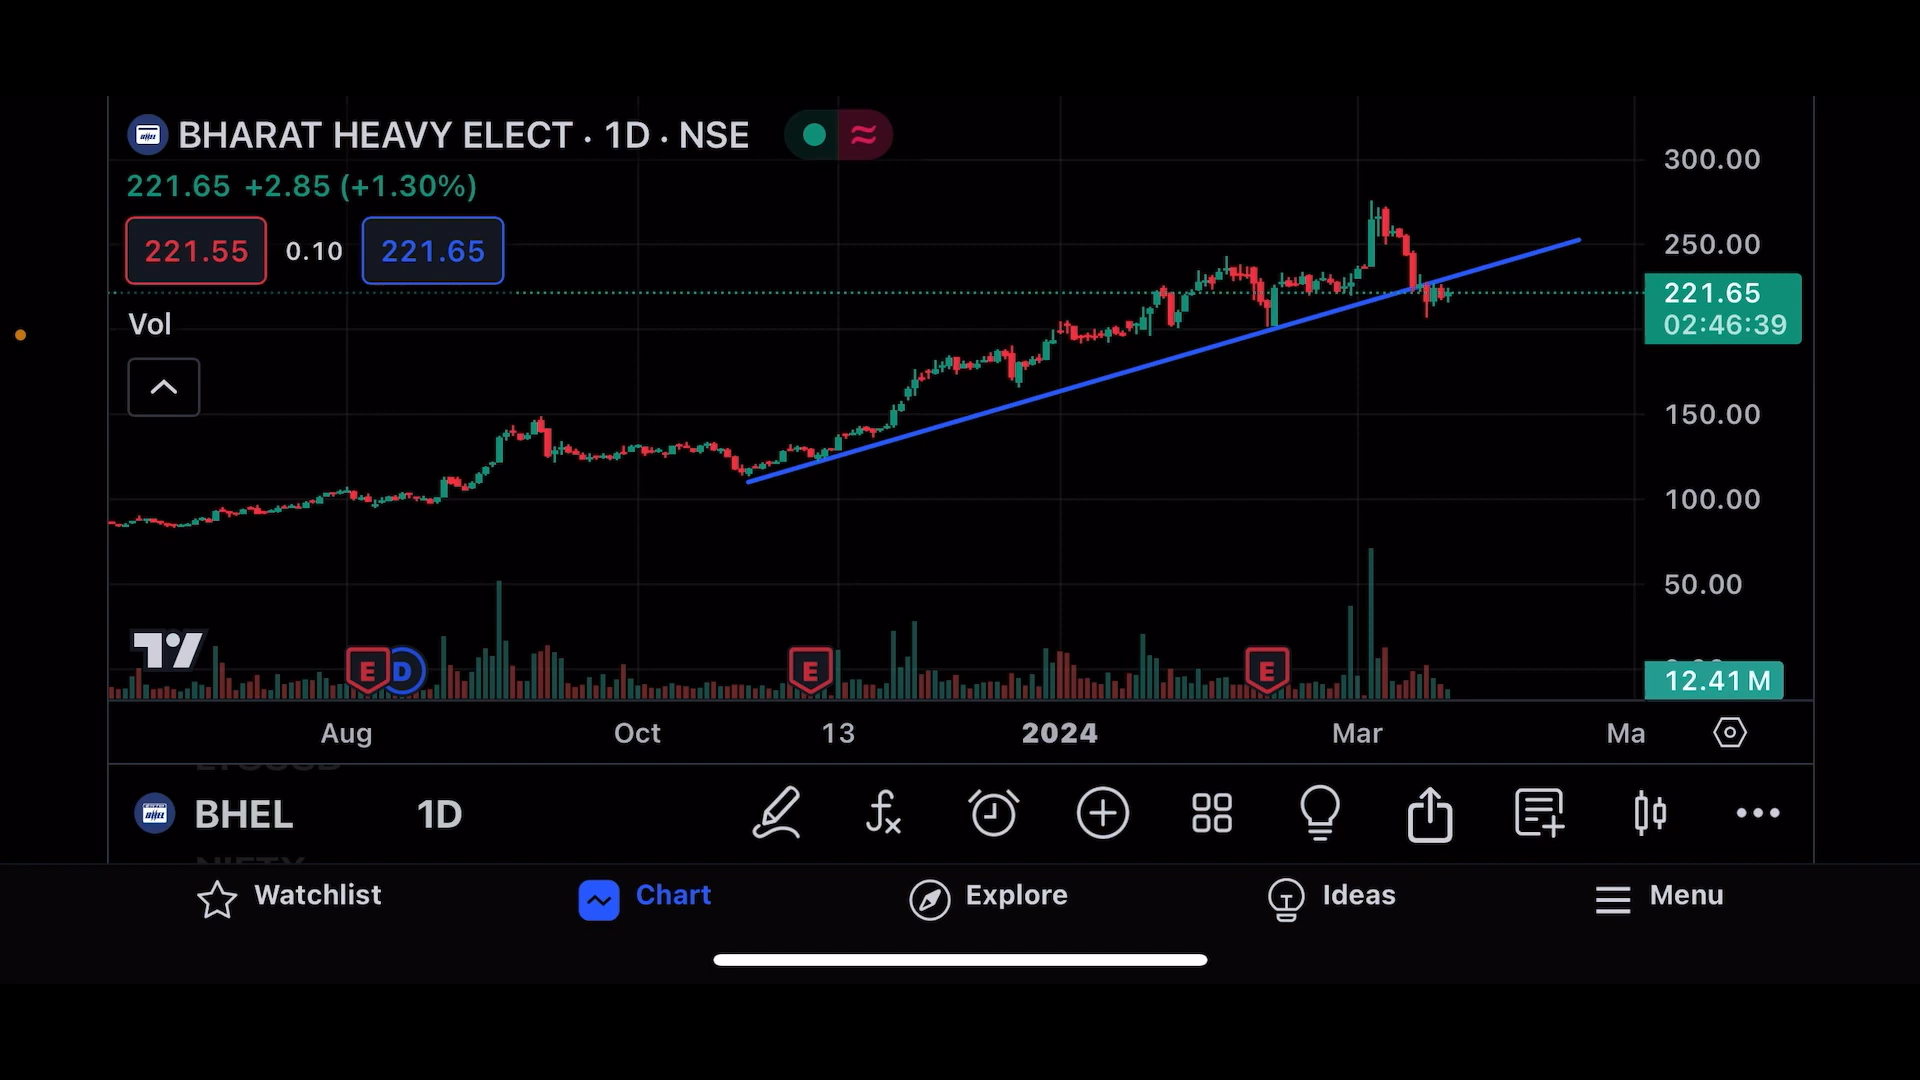 BHARAT HEAVY ELECT · 1D · NSE
221.65 +2.85 (+1.30%)
221.55 0.10 221.65
Vol
300.00
250.00
221.65
02:46:39
150.00
100.00
50.00
12.41 M
E D E E
Aug Oct 13 2024 Mar Ma
BHEL 1D
Watchlist Chart Explore Ideas Menu